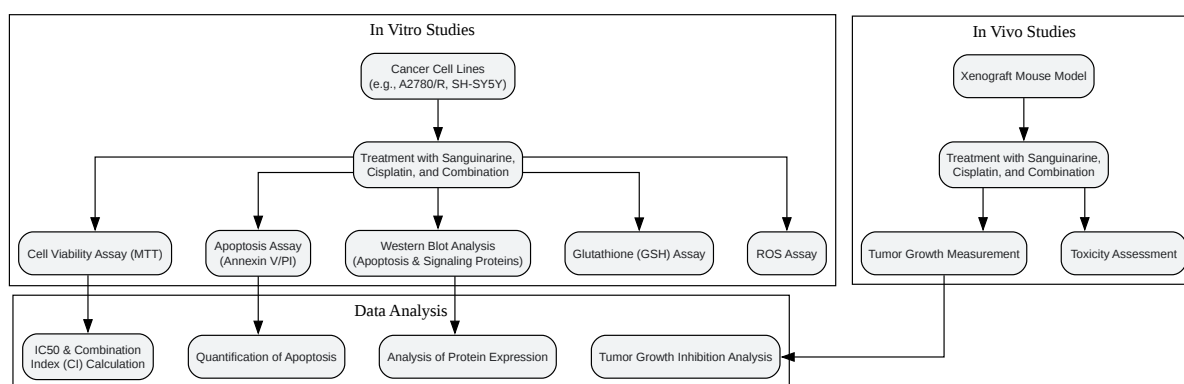 In Vitro Studies
Cancer Cell Lines
(e.g., A2780/R, SH-SY5Y)
Treatment with Sanguinarine,
Cisplatin, and Combination
Cell Viability Assay (MTT)
Apoptosis Assay
(Annexin V/PI)
Western Blot Analysis
(Apoptosis & Signaling Proteins)
Glutathione (GSH) Assay
ROS Assay
In Vivo Studies
Xenograft Mouse Model
Treatment with Sanguinarine,
Cisplatin, and Combination
Tumor Growth Measurement
Toxicity Assessment
Data Analysis
IC50 & Combination
Index (CI) Calculation
Quantification of Apoptosis
Analysis of Protein Expression
Tumor Growth Inhibition Analysis